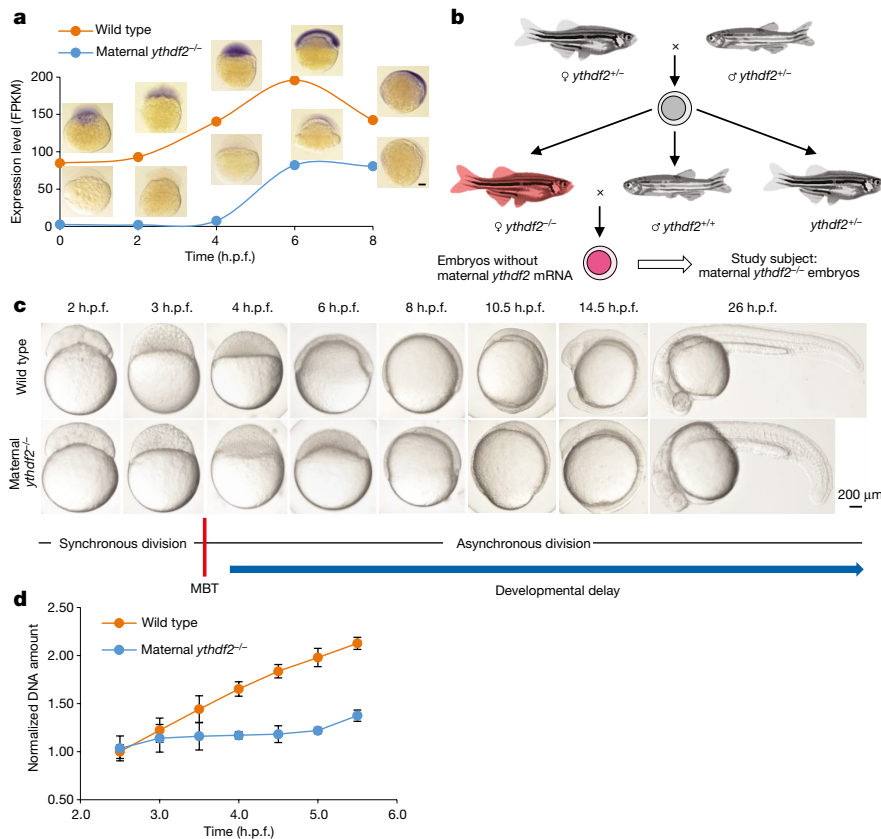 a
Wild type
Maternal ythdf2–/–
Expression level (FPKM)
200
150
100
50
0
0 2 4 6 8
Time (h.p.f.)
b
×
♀ ythdf2+/– ♂ ythdf2+/–
×
♀ ythdf2–/– ♂ ythdf2+/+ ythdf2+/–
Embryos without
maternal ythdf2 mRNA
Study subject:
maternal ythdf2–/– embryos
c
2 h.p.f. 3 h.p.f. 4 h.p.f. 6 h.p.f. 8 h.p.f. 10.5 h.p.f. 14.5 h.p.f. 26 h.p.f.
Wild type
Maternal
ythdf2–/–
200 µm
Synchronous division Asynchronous division
MBT
Developmental delay
d
Wild type
Maternal ythdf2–/–
Normalized DNA amount
2.50
2.00
1.50
1.00
0.50
2.0 3.0 4.0 5.0 6.0
Time (h.p.f.)